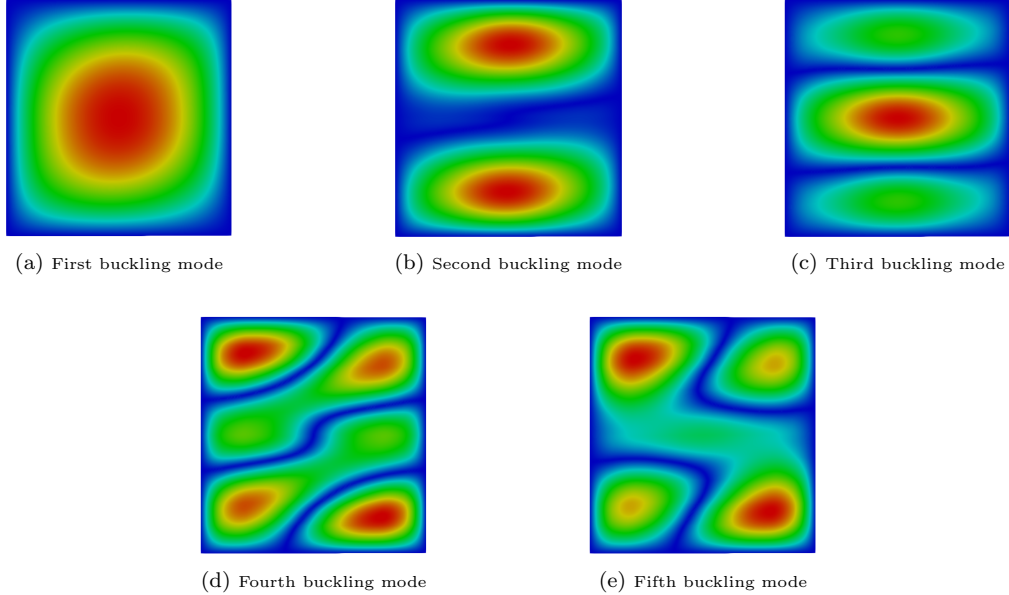 (a) First buckling mode
(b) Second buckling mode
(c) Third buckling mode
(d) Fourth buckling mode
(e) Fifth buckling mode